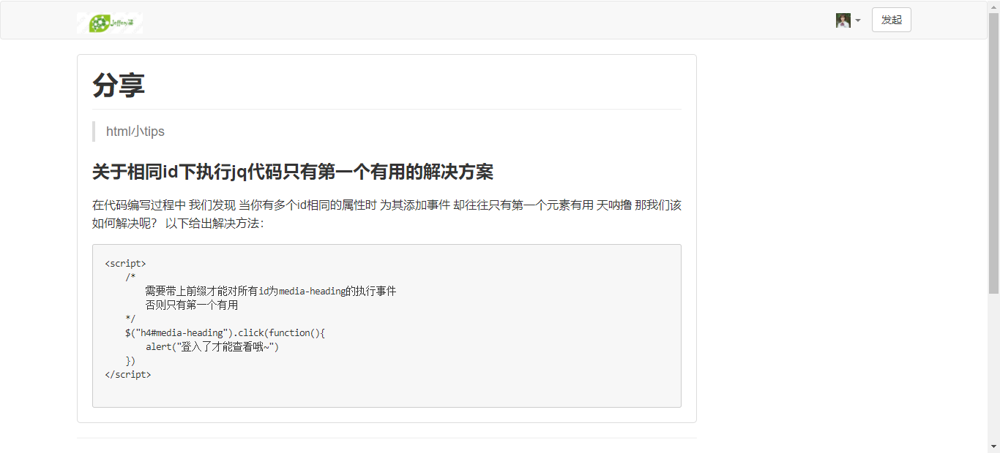 Jeffery.
发起
分享
html小tips
关于相同id下执行jq代码只有第一个有用的解决方案
在代码编写过程中 我们发现 当你有多个id相同的属性时 为其添加事件 却往往只有第一个元素有用 天呐撸 那我们该
如何解决呢？ 以下给出解决方法：
<script>
/*
需要带上前缀才能对所有id为media-heading的执行事件
否则只有第一个有用
*/
$("h4#media-heading").click(function(){
alert("登入了才能查看哦~")
})
</script>